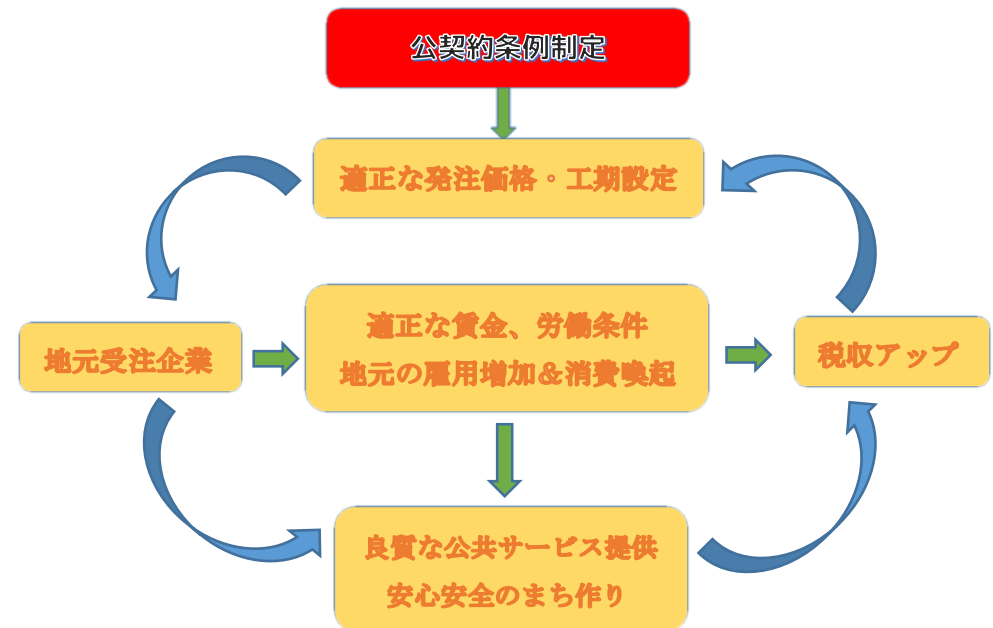 公契約条例制定
適正な発注価格・工期設定
地元受注企業
適正な賃金、労働条件
地元の雇用増加＆消費喚起
税収アップ
良質な公共サービス提供
安心安全のまち作り